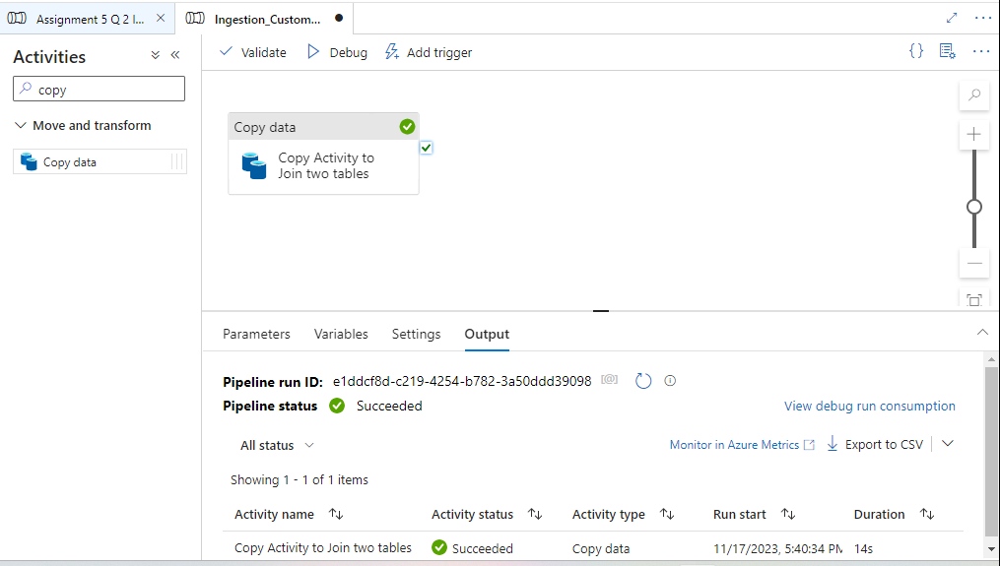 Assignment 5 Q 2 I...
Ingestion_Custom...
Activities
Validate
Debug
Add trigger
copy
Move and transform
Copy data
Copy data
Copy Activity to
Join two tables
Parameters
Variables
Settings
Output
Pipeline run ID: e1ddcf8d-c219-4254-b782-3a50ddd39098 [@]
Pipeline status Succeeded
View debug run consumption
All status
Monitor in Azure Metrics
Export to CSV
Showing 1 - 1 of 1 items
Activity name Activity status Activity type Run start Duration
Copy Activity to Join two tables Succeeded Copy data 11/17/2023, 5:40:34 PM 14s